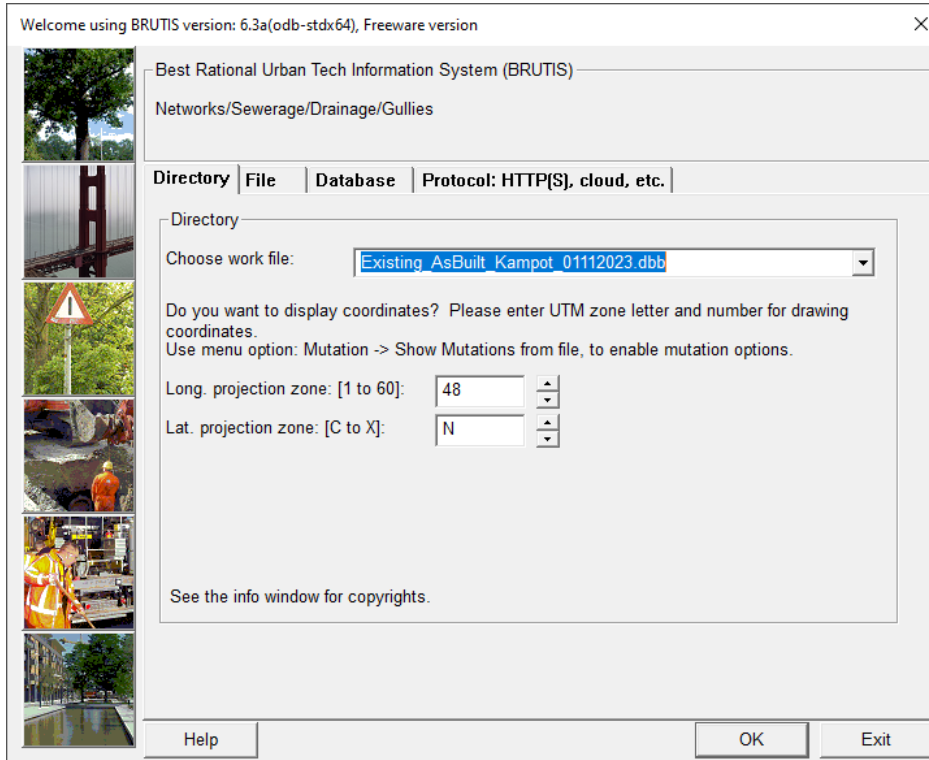 Welcome using BRUTIS version: 6.3a(odb-stdx64), Freeware version
Best Rational Urban Tech Information System (BRUTIS)
Networks/Sewerage/Drainage/Gullies
Directory File Database Protocol: HTTP(S), cloud, etc.
Directory
Choose work file: Existing_AsBuilt_Kampot_01112023.dbb
Do you want to display coordinates? Please enter UTM zone letter and number for drawing
coordinates.
Use menu option: Mutation -> Show Mutations from file, to enable mutation options.
Long. projection zone: [1 to 60]: 48
Lat. projection zone: [C to X]: N
See the info window for copyrights.
Help OK Exit